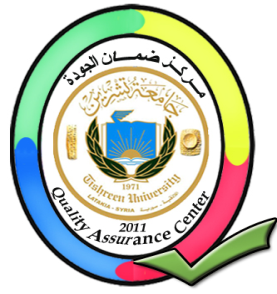 مركز ضمان الجودة
جامعة تشرين
1971
Tishreen University
LATAKIA - SYRIA
2011
Quality Assurance Center